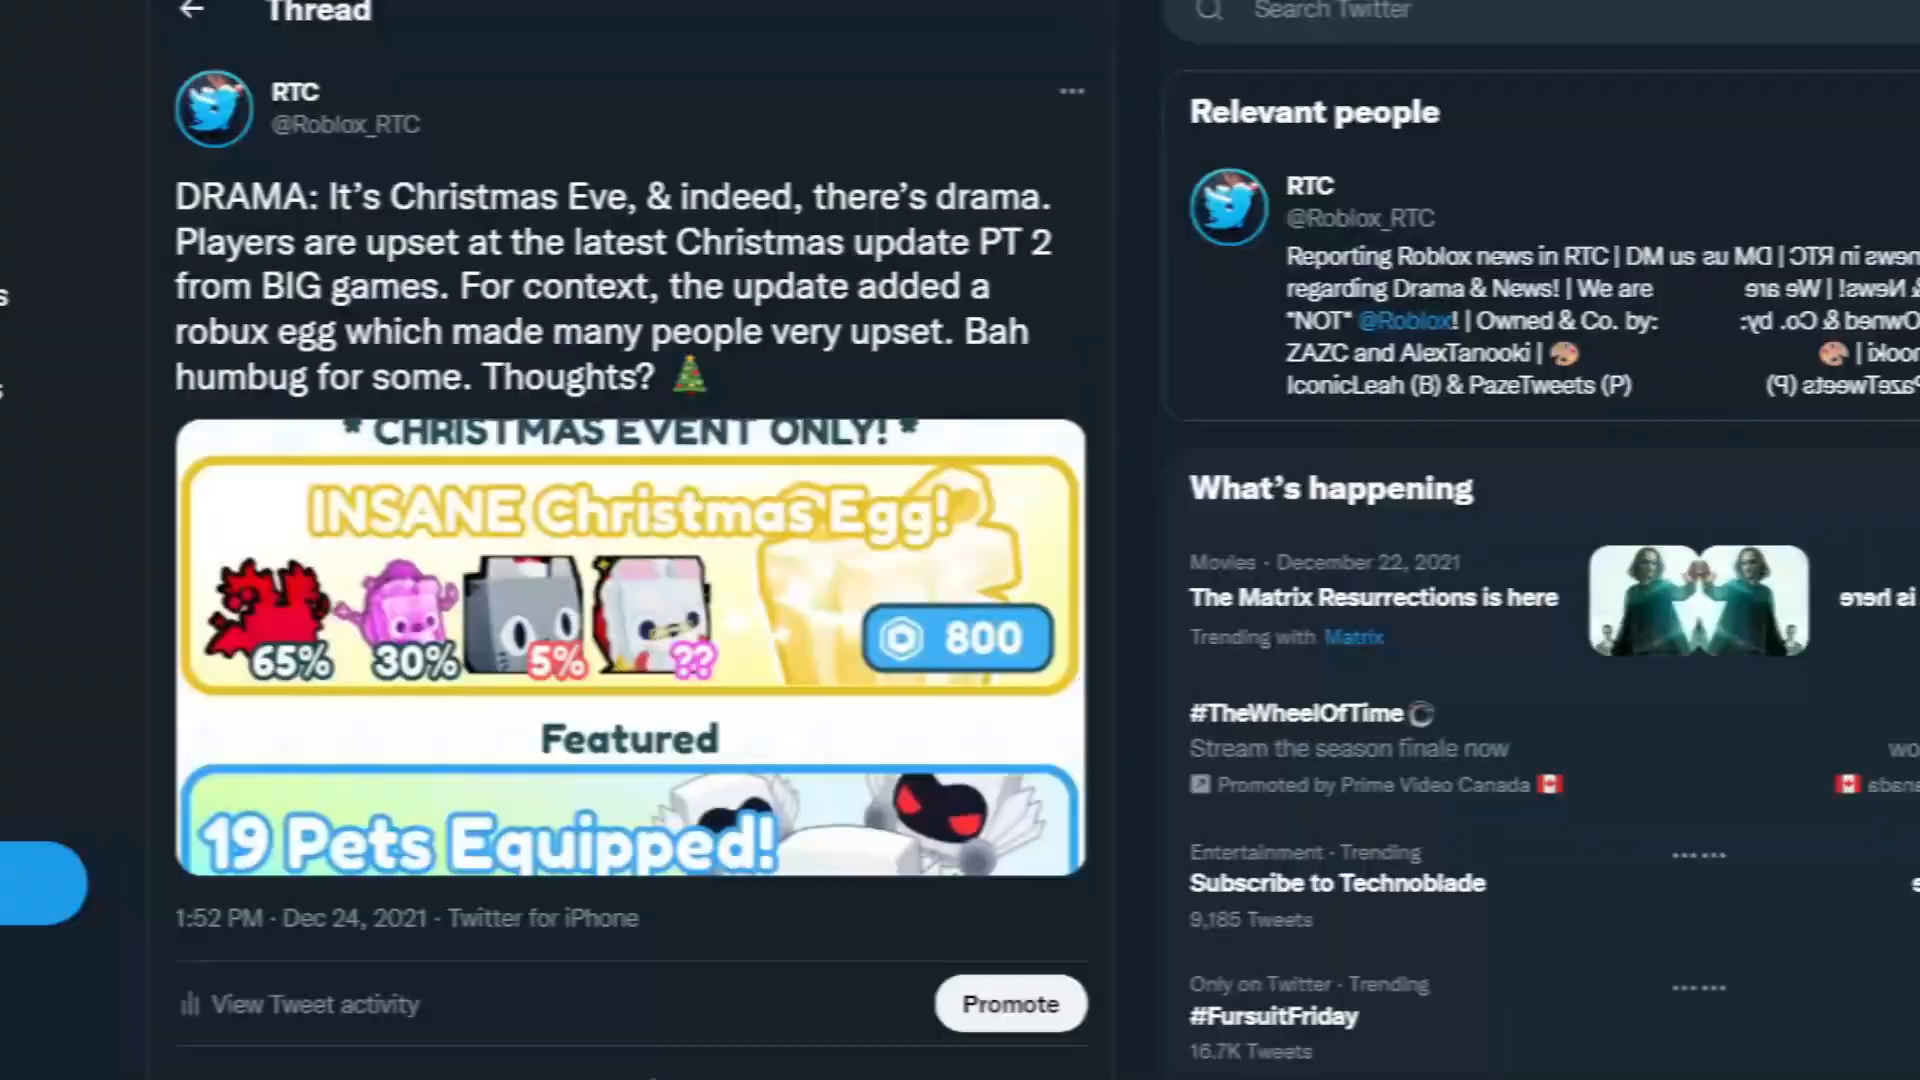 Thread
RTC
@Roblox_RTC
DRAMA: It’s Christmas Eve, & indeed, there’s drama.
Players are upset at the latest Christmas update PT 2
from BIG games. For context, the update added a
robux egg which made many people very upset. Bah
humbug for some. Thoughts? 🎄
* CHRISTMAS EVENT ONLY! *
INSANE Christmas Egg!
65% 30% 5% ??
800
Featured
19 Pets Equipped!
1:52 PM · Dec 24, 2021 · Twitter for iPhone
View Tweet activity
Promote
Search Twitter
Relevant people
RTC
@Roblox_RTC
Reporting Roblox news in RTC | DM us
regarding Drama & News! | We are
*NOT* @Roblox! | Owned & Co. by:
ZAZC and AlexTanooki | 🎨
IconicLeah (B) & PazeTweets (P)
What’s happening
Movies · December 22, 2021
The Matrix Resurrections is here
Trending with Matrix
#TheWheelOfTime
Stream the season finale now
Promoted by Prime Video Canada 🇨🇦
Entertainment · Trending
Subscribe to Technoblade
9,185 Tweets
Only on Twitter · Trending
#FursuitFriday
16.7K Tweets